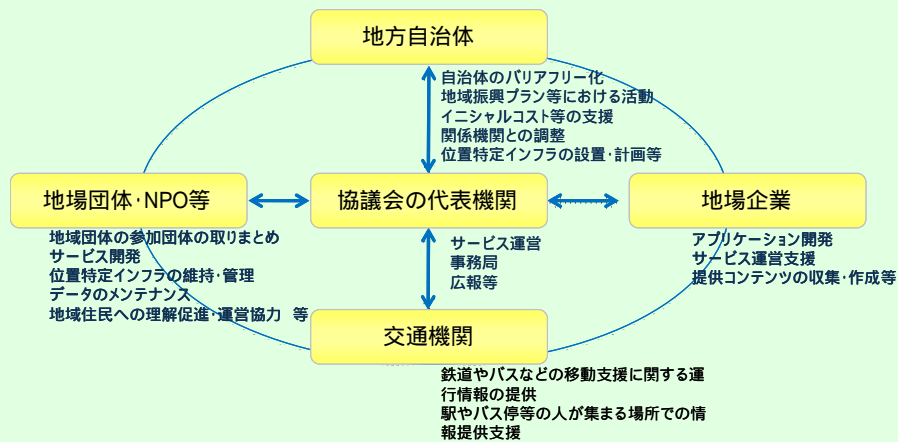 地方自治体
自治体のバリアフリー化
地域振興プラン等における活動
イニシャルコスト等の支援
関係機関との調整
位置特定インフラの設置・計画等
地場団体・NPO等
協議会の代表機関
地場企業
地域団体の参加団体の取りまとめ
サービス開発
位置特定インフラの維持・管理
データのメンテナンス
地域住民への理解促進・運営協力 等
サービス運営
事務局
広報等
アプリケーション開発
サービス運営支援
提供コンテンツの収集・作成等
交通機関
鉄道やバスなどの移動支援に関する運
行情報の提供
駅やバス停等の人が集まる場所での情
報提供支援